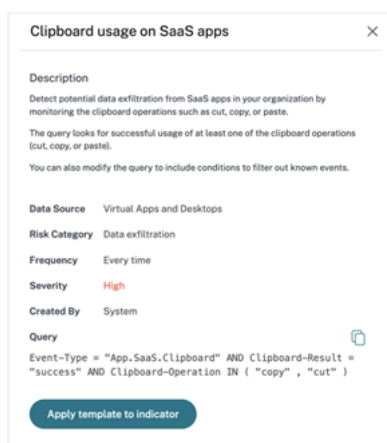 Clipboard usage on SaaS apps
Description
Detect potential data exfiltration from SaaS apps in your organization by
monitoring the clipboard operations such as cut, copy, or paste.
The query looks for successful usage of at least one of the clipboard operations
(cut, copy, or paste).
You can also modify the query to include conditions to filter out known events.
Data Source Virtual Apps and Desktops
Risk Category Data exfiltration
Frequency Every time
Severity High
Created By System
Query
Event-Type = "App.SaaS.Clipboard" AND Clipboard-Result =
"success" AND Clipboard-Operation IN ( "copy" , "cut" )
Apply template to indicator